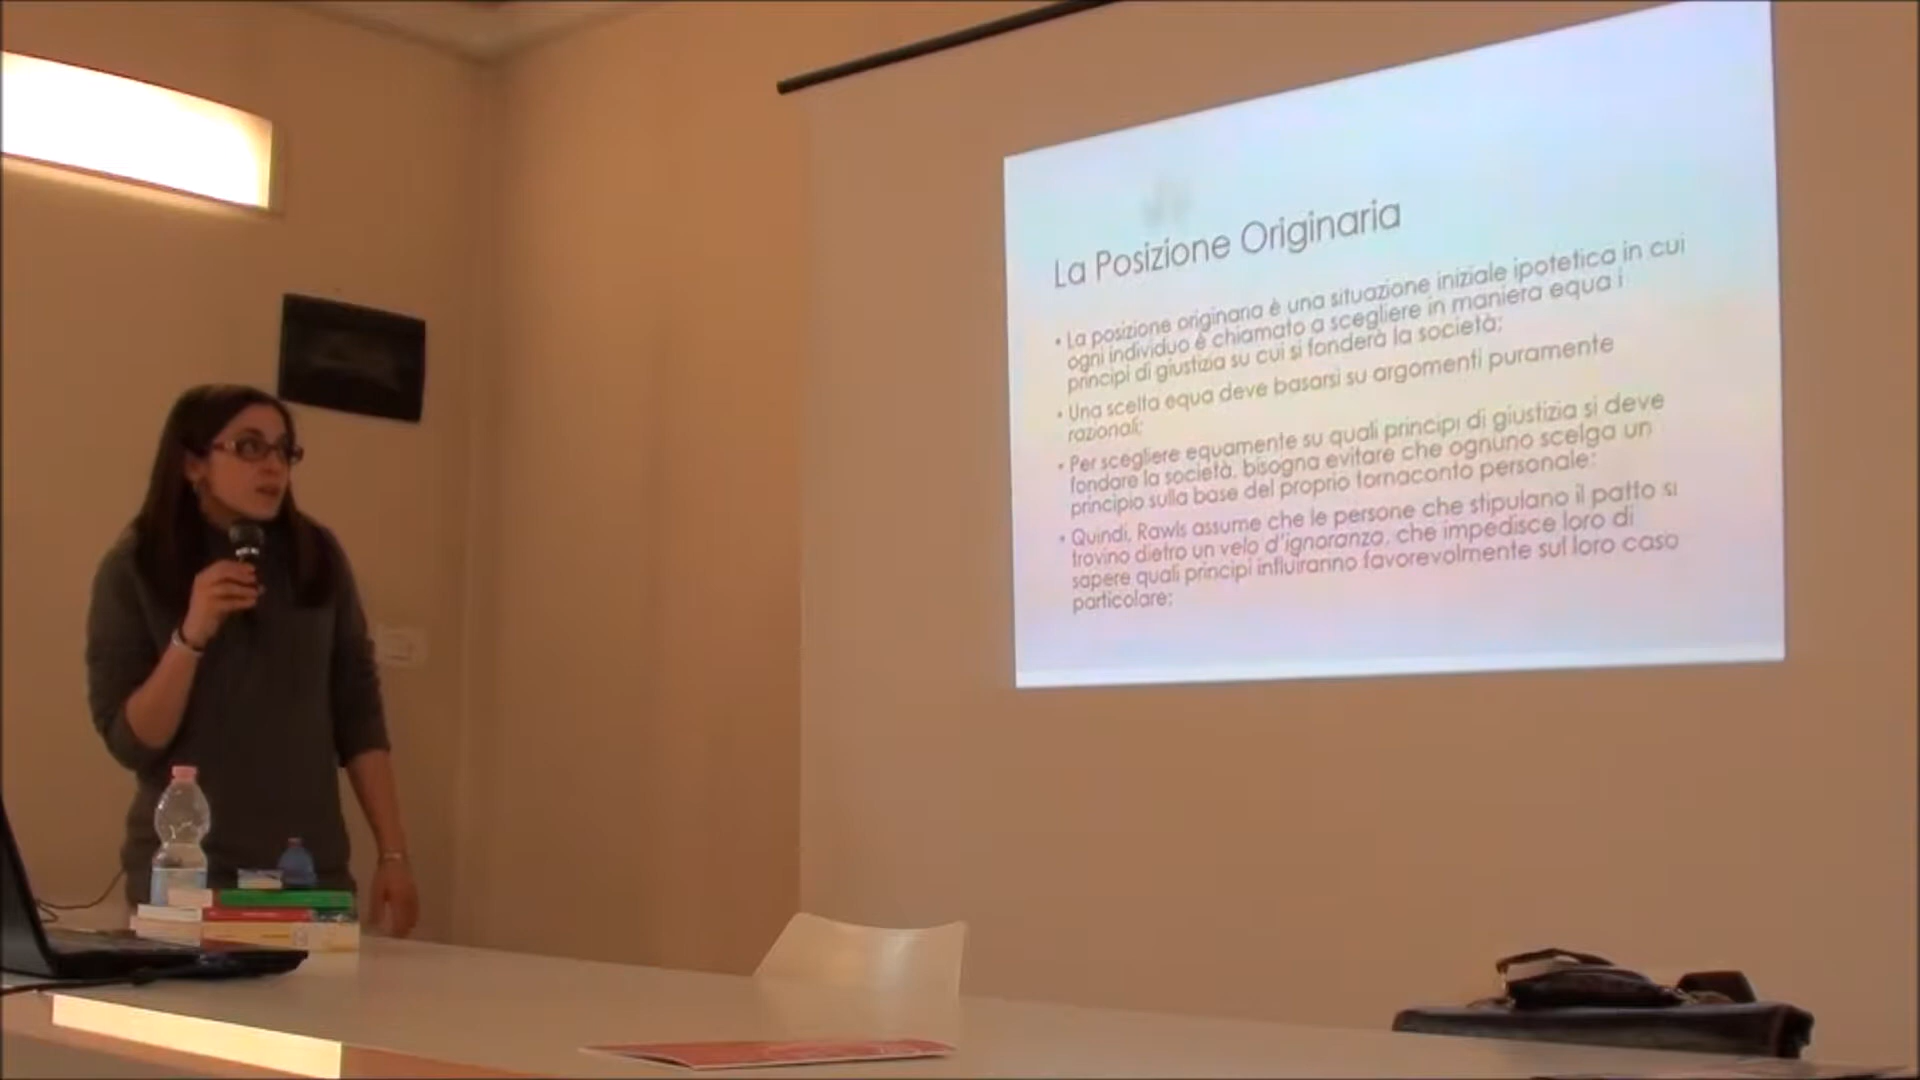 La Posizione Originaria
• La posizione originaria è una situazione iniziale ipotetica in cui
ogni individuo è chiamato a scegliere in maniera equa i
principi di giustizia su cui si fonderà la società;
• Una scelta equa deve basarsi su argomenti puramente
razionali;
• Per scegliere equamente su quali principi di giustizia si deve
fondare la società, bisogna evitare che ognuno scelga un
principio sulla base del proprio tornaconto personale;
• Quindi, Rawls assume che le persone che stipulano il patto si
trovino dietro un velo d'ignoranza, che impedisce loro di
sapere quali principi influiranno favorevolmente sul loro caso
particolare;